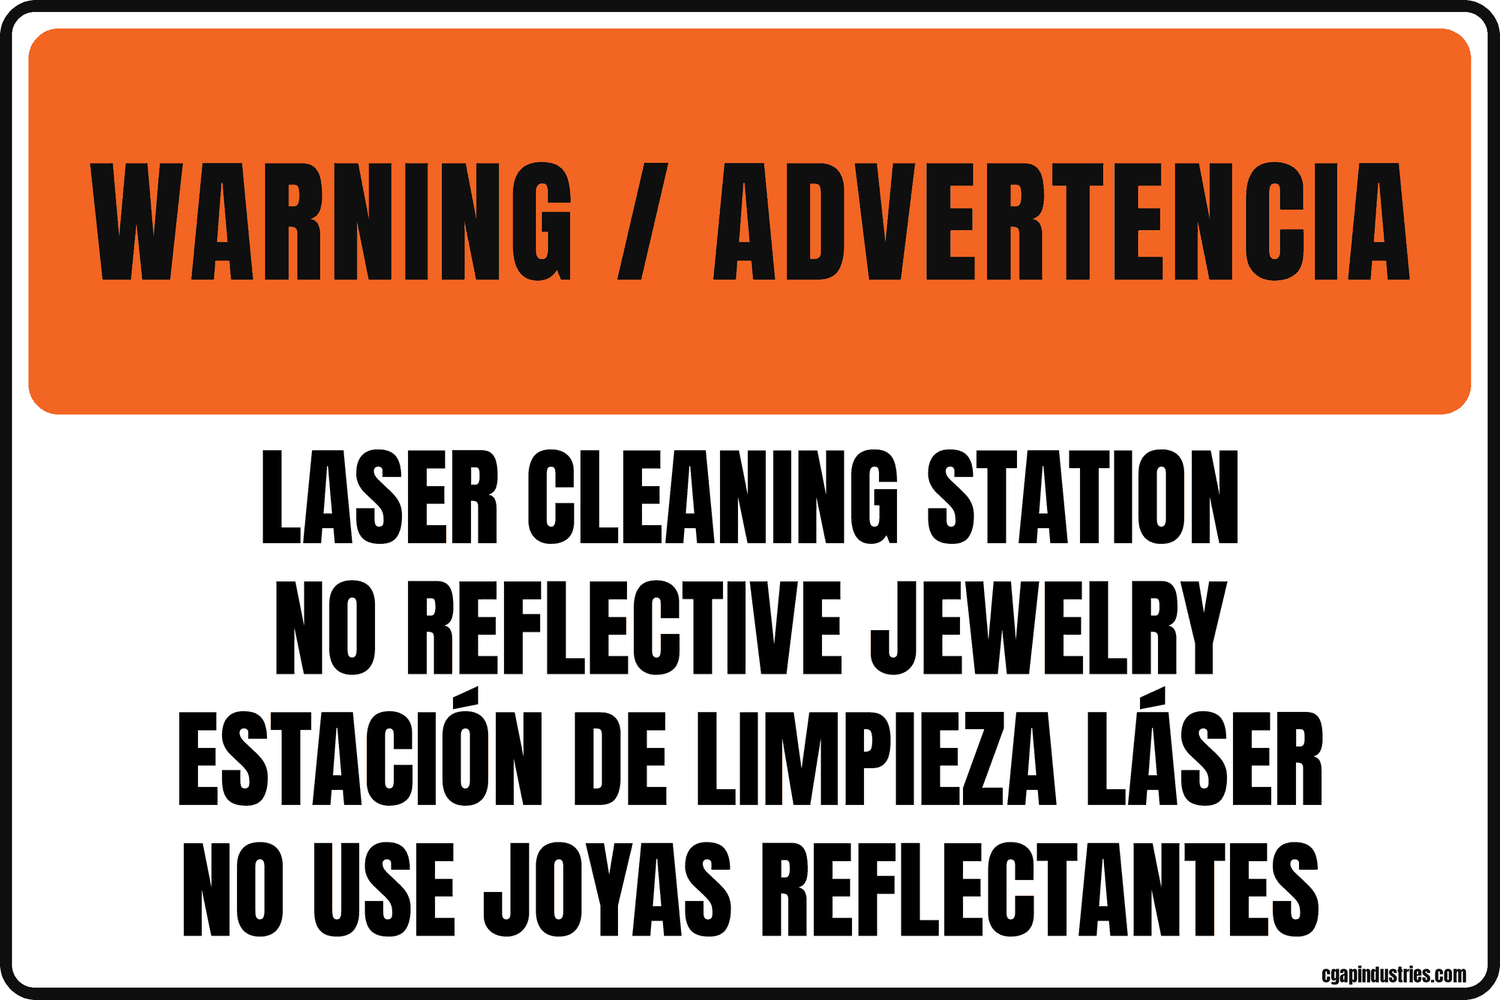 WARNING / ADVERTENCIA
LASER CLEANING STATION
NO REFLECTIVE JEWELRY
ESTACIÓN DE LIMPIEZA LÁSER
NO USE JOYAS REFLECTANTES
cgapindustries.com